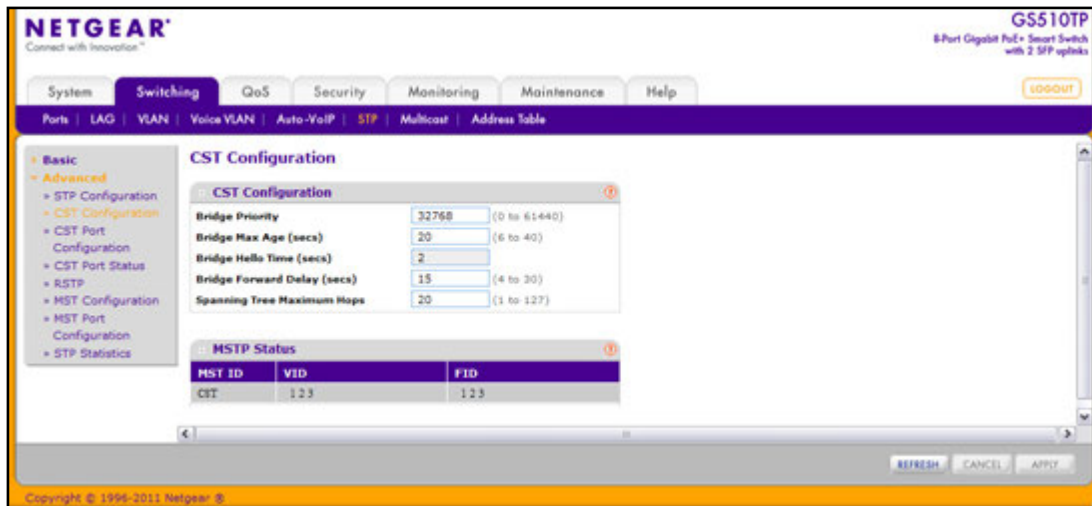 NETGEAR®
Connect with Innovation™
GS510TP
8-Port Gigabit PoE+ Smart Switch
with 2 SFP uplinks
System Switching QoS Security Monitoring Maintenance Help LOGOUT
Ports | LAG | VLAN | Voice VLAN | Auto-VoIP | STP | Multicast | Address Table
Basic
Advanced
» STP Configuration
» CST Configuration
» CST Port
Configuration
» CST Port Status
» RSTP
» MST Configuration
» MST Port
Configuration
» STP Statistics
CST Configuration
CST Configuration
Bridge Priority 32768 (0 to 61440)
Bridge Max Age (secs) 20 (6 to 40)
Bridge Hello Time (secs) 2
Bridge Forward Delay (secs) 15 (4 to 30)
Spanning Tree Maximum Hops 20 (1 to 127)
MSTP Status
MST ID VID FID
CST 1 2 3 1 2 3
REFRESH CANCEL APPLY
Copyright © 1996-2011 Netgear ®